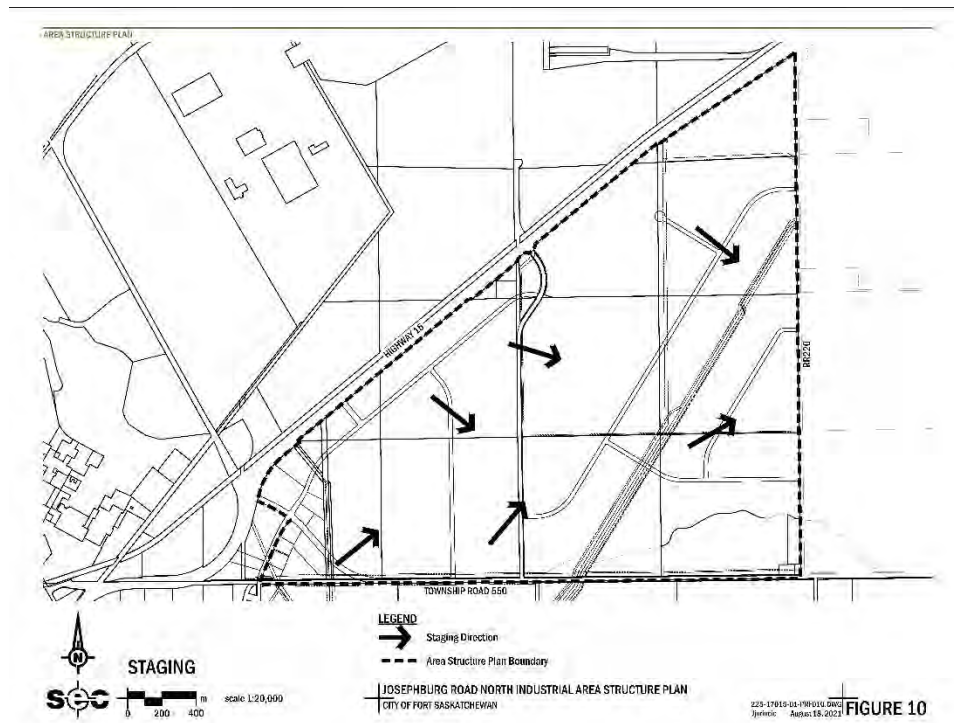 AREA STRUCTURE PLAN
HIGHWAY 15
RR220
TOWNSHIP ROAD 550
LEGEND
Staging Direction
Area Structure Plan Boundary
N
STAGING
sec
m
scale 1:20,000
0 200 400
JOSEPHBURG ROAD NORTH INDUSTRIAL AREA STRUCTURE PLAN
CITY OF FORT SASKATCHEWAN
August 18, 2021
FIGURE 10